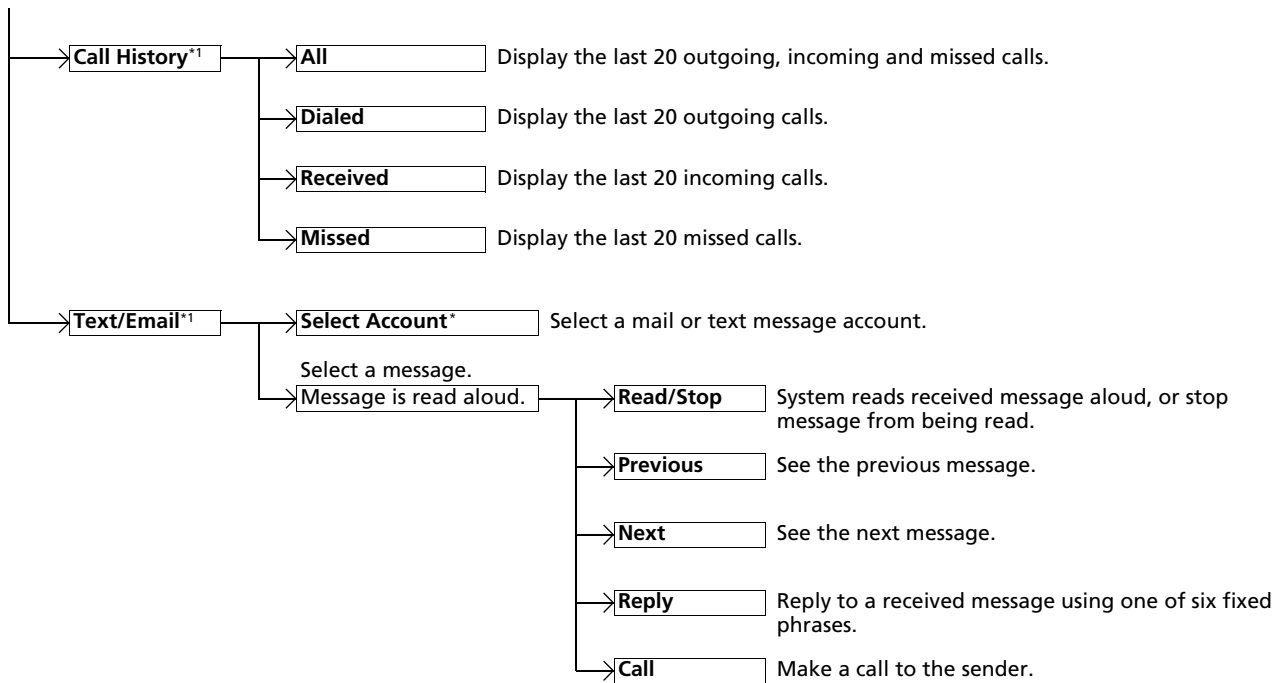 Call History*1
All
Display the last 20 outgoing, incoming and missed calls.
Dialed
Display the last 20 outgoing calls.
Received
Display the last 20 incoming calls.
Missed
Display the last 20 missed calls.
Text/Email*1
Select Account*
Select a mail or text message account.
Select a message.
Message is read aloud.
Read/Stop
System reads received message aloud, or stop
message from being read.
Previous
See the previous message.
Next
See the next message.
Reply
Reply to a received message using one of six fixed
phrases.
Call
Make a call to the sender.